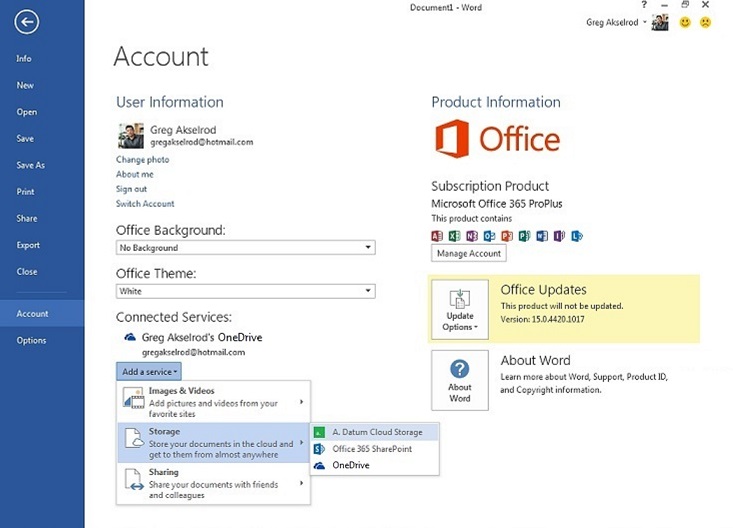 Document1 - Word
?
Greg Akselrod
Info
New
Open
Save
Save As
Print
Share
Export
Close
Account
Options
Account
User Information
Greg Akselrod
gregakselrod@hotmail.com
Change photo
About me
Sign out
Switch Account
Office Background:
No Background
Office Theme:
White
Connected Services:
Greg Akselrod's OneDrive
gregakselrod@hotmail.com
Add a service
Images & Videos
Add pictures and videos from your
favorite sites
Storage
Store your documents in the cloud and
get to them from almost anywhere
Sharing
Share your documents with friends
and colleagues
A. Datum Cloud Storage
Office 365 SharePoint
OneDrive
Product Information
Office
Subscription Product
Microsoft Office 365 ProPlus
This product contains
Manage Account
Update
Options
Office Updates
This product will not be updated.
Version: 15.0.4420.1017
About
Word
About Word
Learn more about Word, Support, Product ID,
and Copyright information.